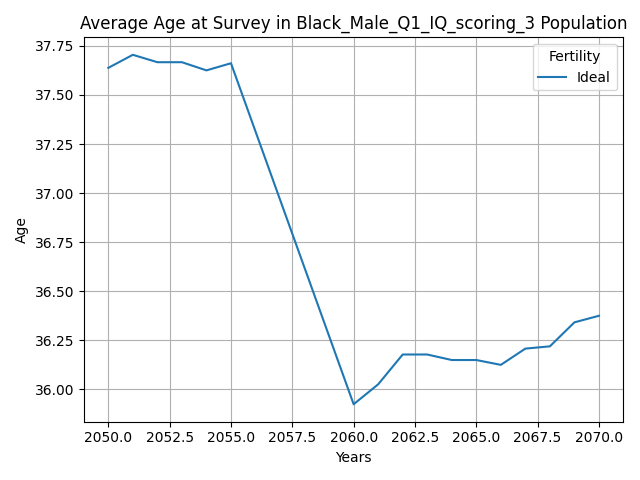 Average Age at Survey in Black_Male_Q1_IQ_scoring_3 Population
Fertility
Ideal
37.75
37.50
37.25
37.00
36.75
36.50
36.25
36.00
Age
2050.0 2052.5 2055.0 2057.5 2060.0 2062.5 2065.0 2067.5 2070.0
Years